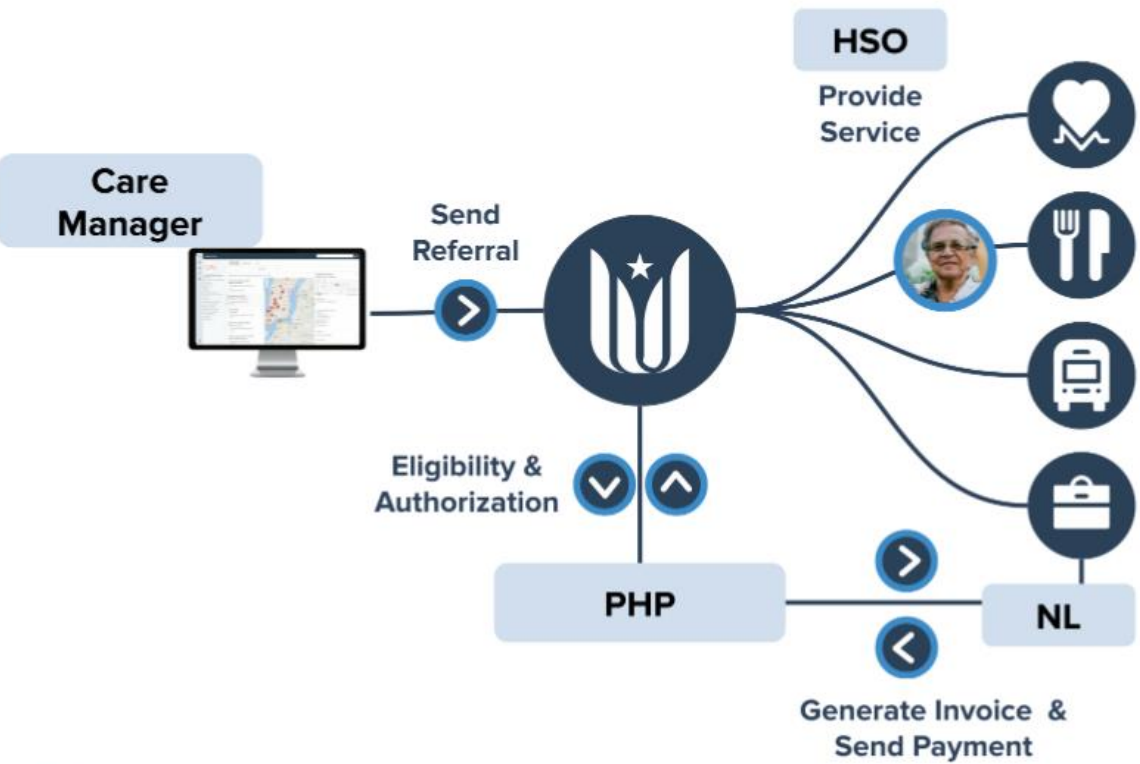 HSO
Provide
Service
Care
Manager
Send
Referral
Eligibility &
Authorization
PHP
NL
Generate Invoice &
Send Payment